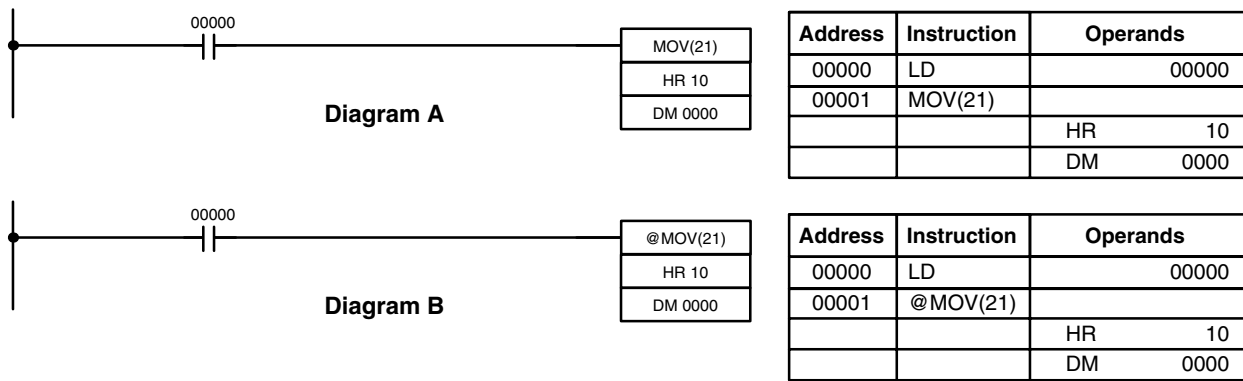 00000
MOV(21)
HR 10
DM 0000
Diagram A
Address Instruction Operands
00000 LD 00000
00001 MOV(21)
HR 10
DM 0000
00000
@MOV(21)
HR 10
DM 0000
Diagram B
Address Instruction Operands
00000 LD 00000
00001 @MOV(21)
HR 10
DM 0000